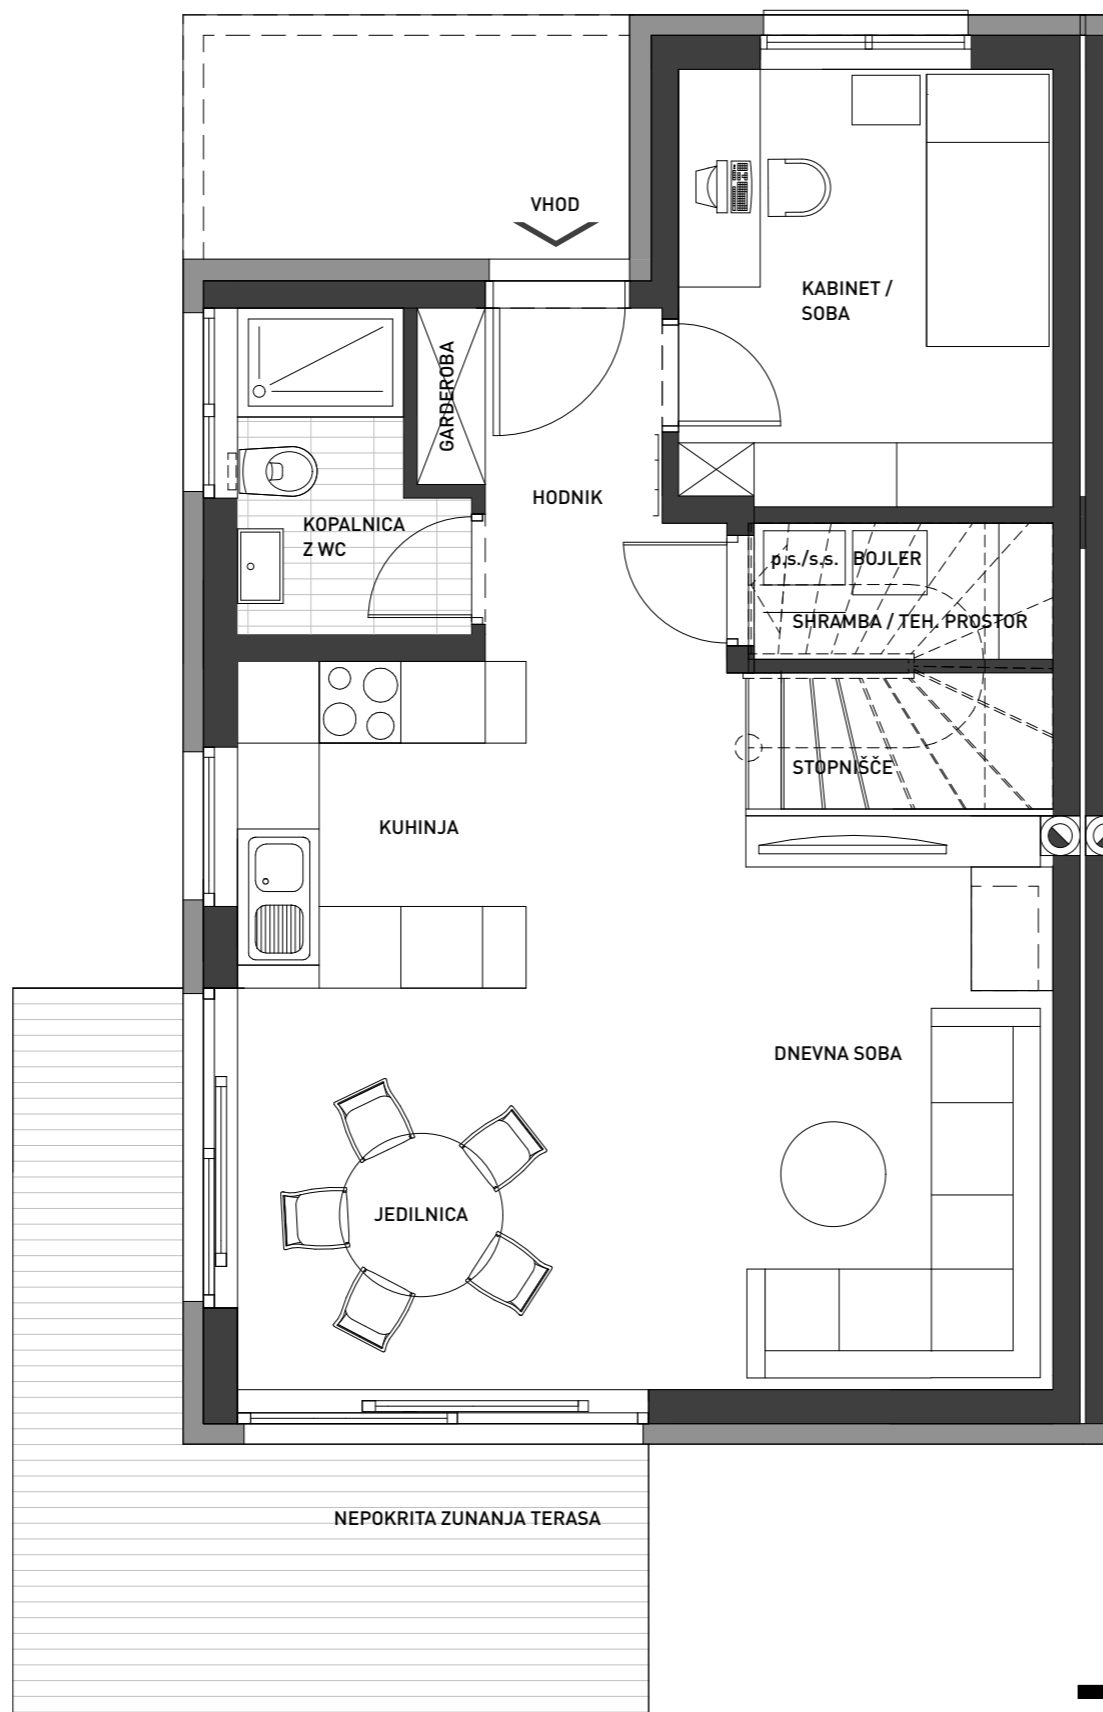 VHOD
KABINET /
SOBA
GARDEROBA
HODNIK
KOPALNICA
Z WC
p.s./s.s.
BOJLER
SHRAMBA / TEH. PROSTOR
STOPNIŠČE
KUHINJA
DNEVNA SOBA
JEDILNICA
NEPOKRITA ZUNANJA TERASA